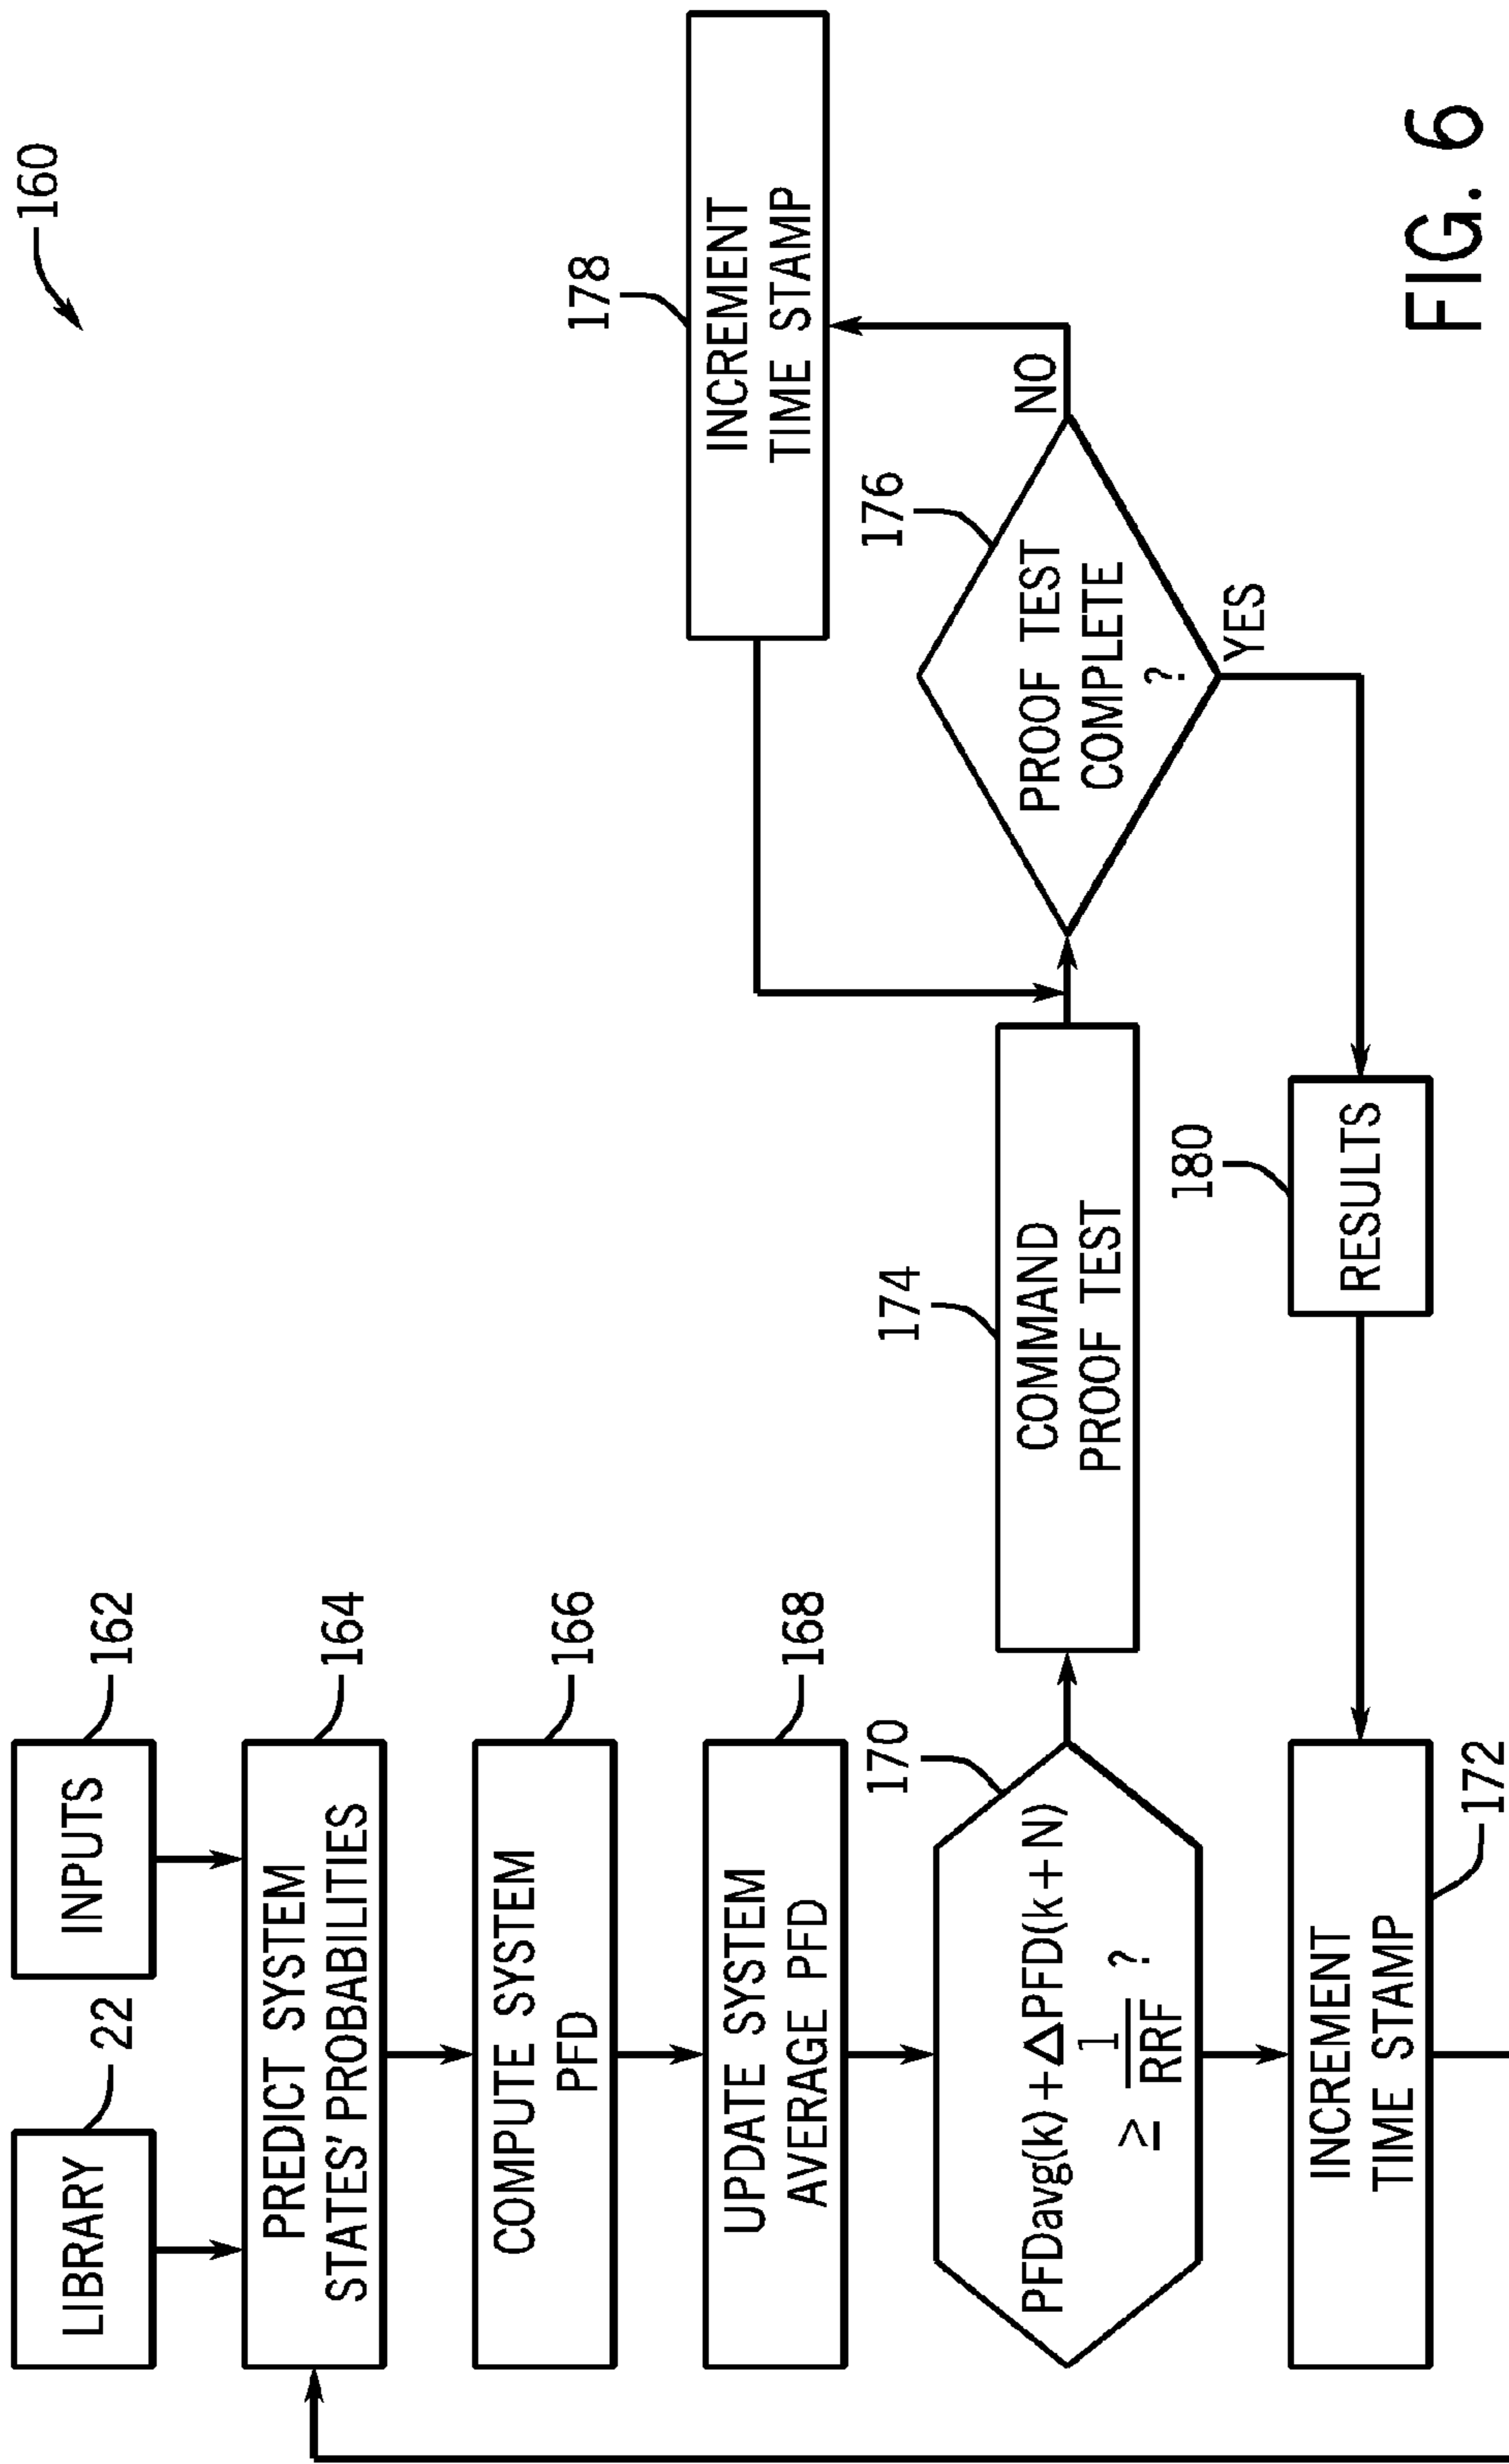 160
LIBRARY
22
INPUTS
162
PREDICT SYSTEM
STATES' PROBABILITIES
164
COMPUTE SYSTEM
PFD
166
UPDATE SYSTEM
AVERAGE PFD
168
PFDavg(k) + ΔPFD(k + N)
≥ 1/RRF ?
170
INCREMENT
TIME STAMP
172
COMMAND
PROOF TEST
174
PROOF TEST
COMPLETE
?
176
NO
YES
INCREMENT
TIME STAMP
178
RESULTS
180
FIG. 6